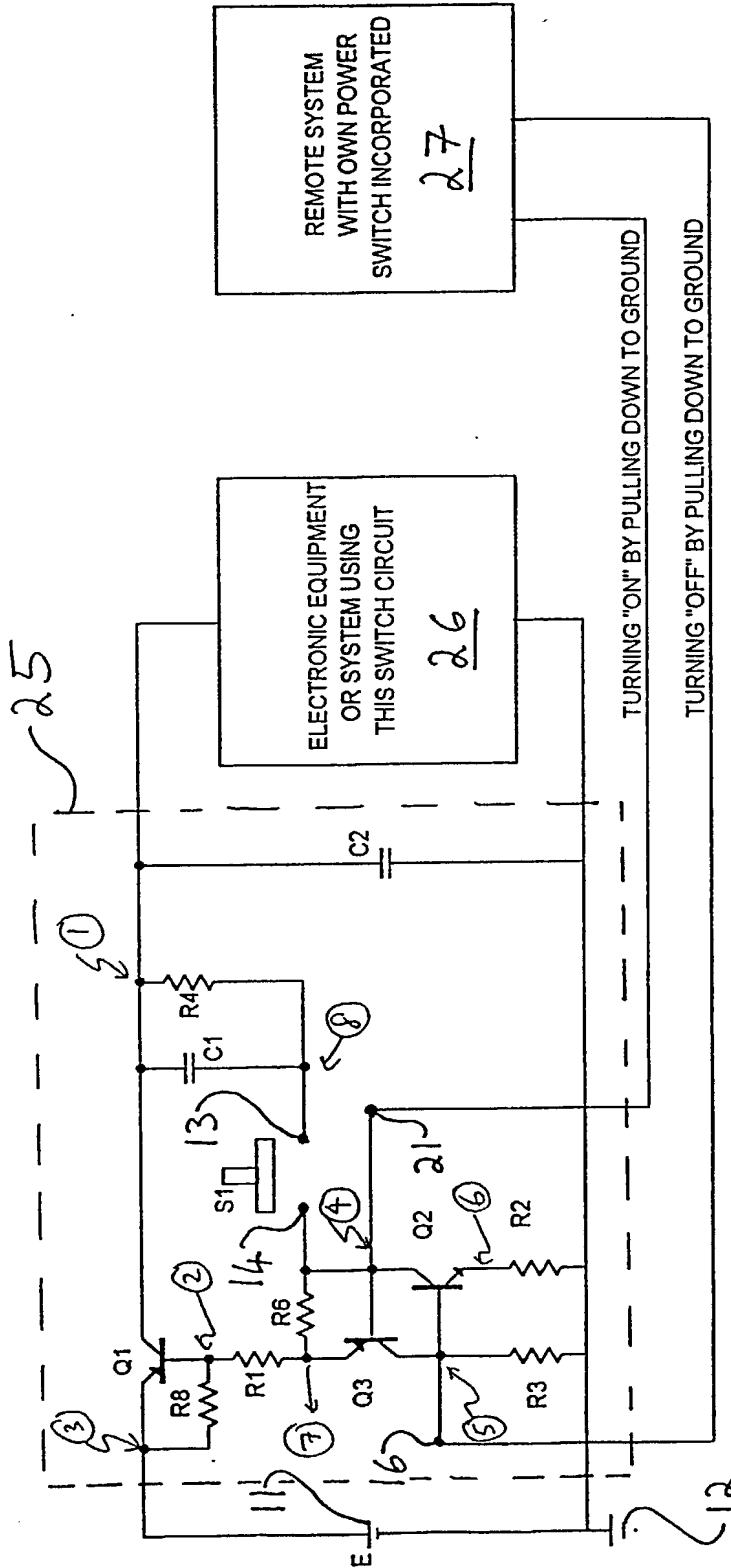 25
1
3
Q1
2
R8
R1
7
R6
S1
14
13
8
C1
R4
4
Q3
Q2
6
5
R3
R2
16
21
C2
11
E
12
ELECTRONIC EQUIPMENT
OR SYSTEM USING
THIS SWITCH CIRCUIT
26
REMOTE SYSTEM
WITH OWN POWER
SWITCH INCORPORATED
27
TURNING "ON" BY PULLING DOWN TO GROUND
TURNING "OFF" BY PULLING DOWN TO GROUND